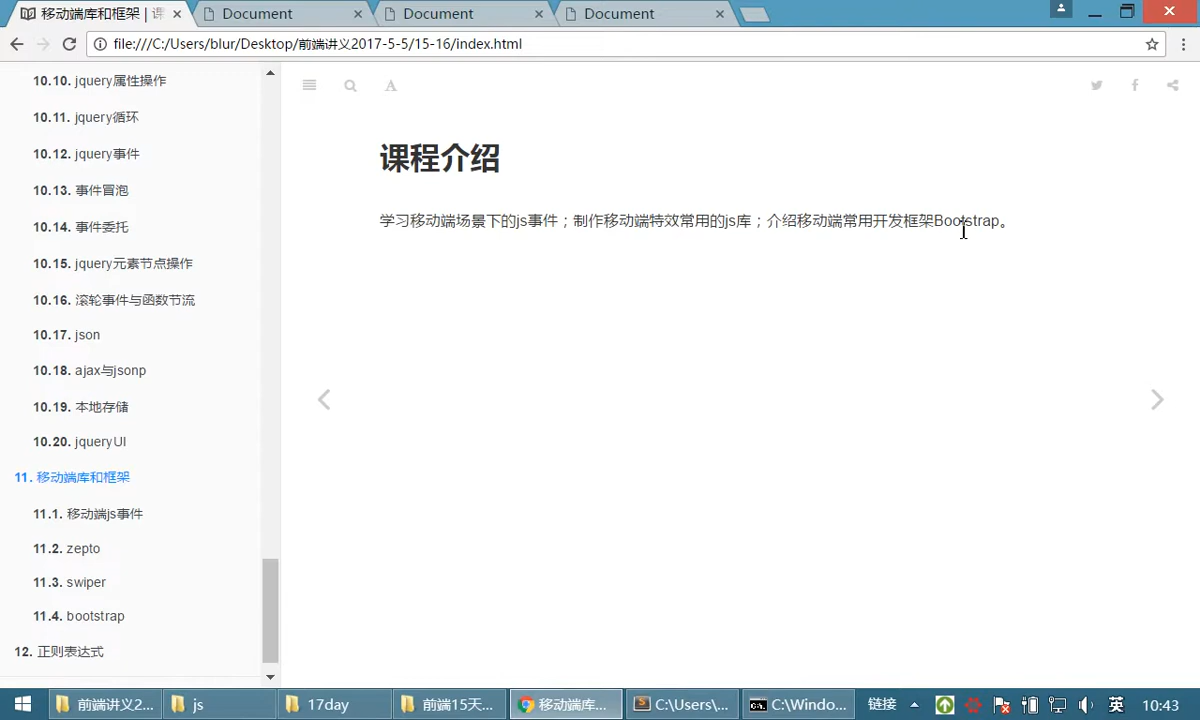 移动端库和框架 | 讲
Document
Document
Document
file:///C:/Users/blur/Desktop/前端讲义2017-5-5/15-16/index.html
10.10. jquery属性操作
10.11. jquery循环
10.12. jquery事件
10.13. 事件冒泡
10.14. 事件委托
10.15. jquery元素节点操作
10.16. 滚轮事件与函数节流
10.17. json
10.18. ajax与jsonp
10.19. 本地存储
10.20. jqueryUI
11. 移动端库和框架
11.1. 移动端js事件
11.2. zepto
11.3. swiper
11.4. bootstrap
12. 正则表达式
A
课程介绍
学习移动端场景下的js事件；制作移动端特效常用的js库；介绍移动端常用开发框架Bootstrap。
前端讲义2...
js
17day
前端15天...
移动端库...
C:\Users\...
C:\Windo...
链接
英
10:43